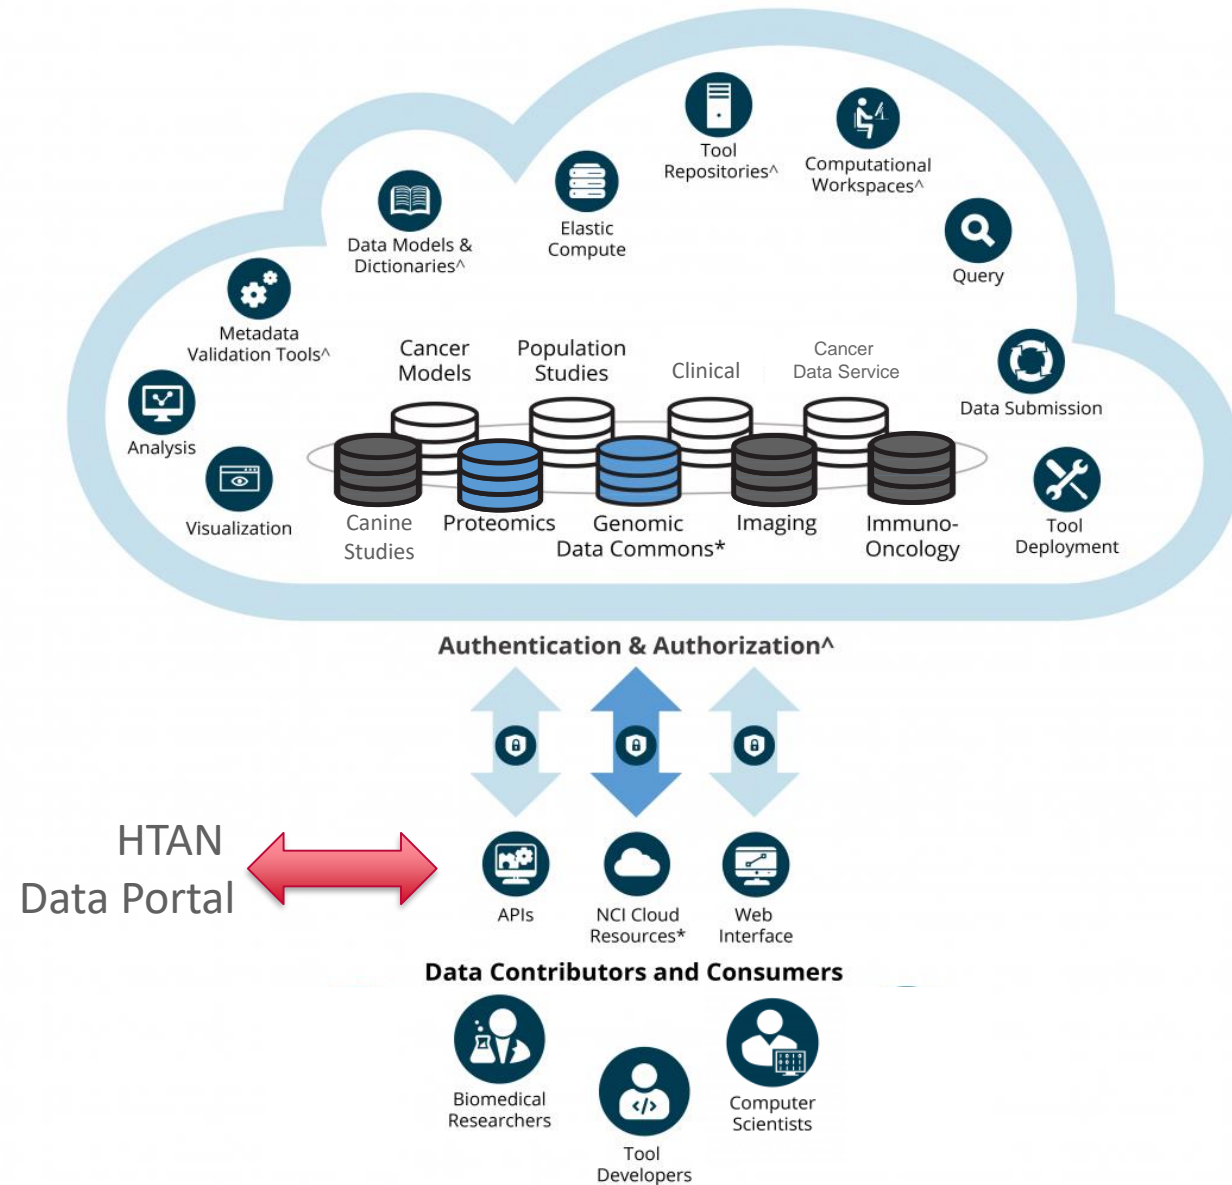 Tool
Repositories^
Computational
Workspaces^
Elastic
Compute
Data Models &
Dictionaries^
Query
Metadata
Validation Tools^
Cancer
Models
Population
Studies
Clinical
Cancer
Data Service
Data Submission
Analysis
Visualization
Canine
Studies
Proteomics
Genomic
Data Commons*
Imaging
Immuno-
Oncology
Tool
Deployment
Authentication & Authorization^
HTAN
Data Portal
APIs
NCI Cloud
Resources*
Web
Interface
Data Contributors and Consumers
Biomedical
Researchers
Tool
Developers
Computer
Scientists